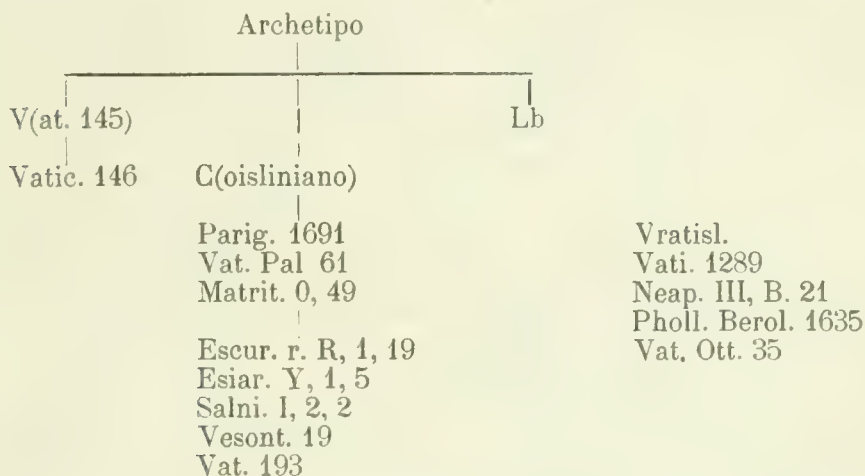 Archetipo
V(at. 145)
Lb
Vatic. 146 C(oisliniano)
Parig. 1691 Vratisl.
Vat. Pal 61 Vati. 1289
Matrit. 0, 49 Neap. III, B. 21
Pholl. Berol. 1635
Escur. r. R, 1, 19 Vat. Ott. 35
Esiar. Y, 1, 5
Salni. I, 2, 2
Vesont. 19
Vat. 193